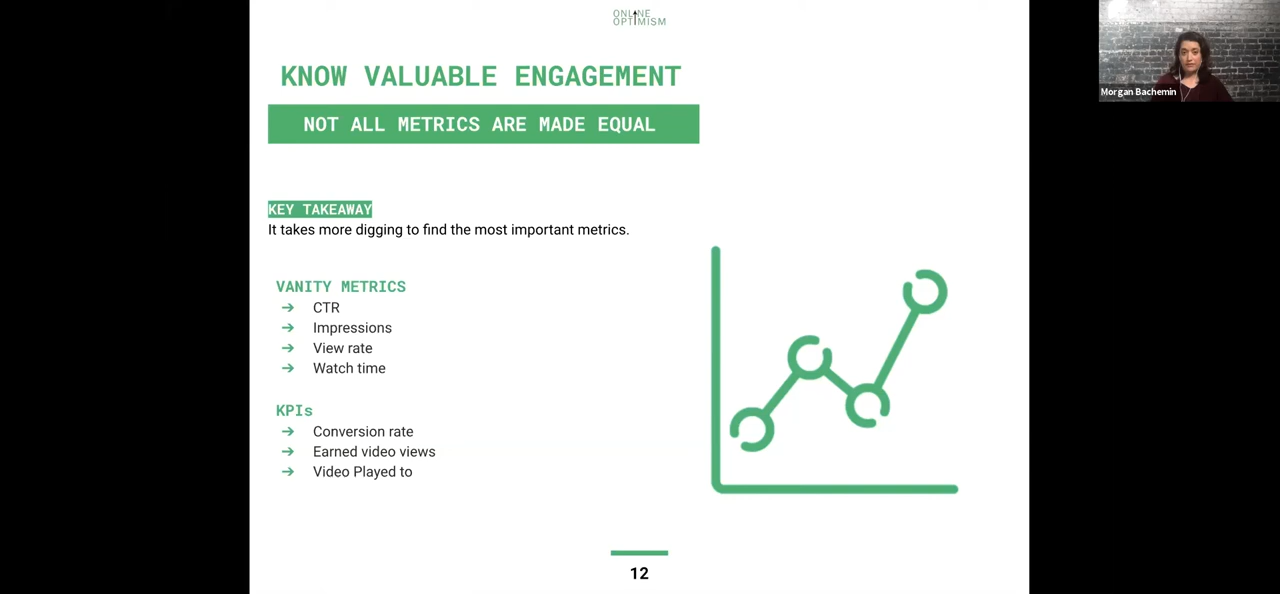 ONLINE
OPTIMISM
KNOW VALUABLE ENGAGEMENT
NOT ALL METRICS ARE MADE EQUAL
Morgan Bachemin
KEY TAKEAWAY
It takes more digging to find the most important metrics.
VANITY METRICS
➔ CTR
➔ Impressions
➔ View rate
➔ Watch time
KPIs
➔ Conversion rate
➔ Earned video views
➔ Video Played to
12